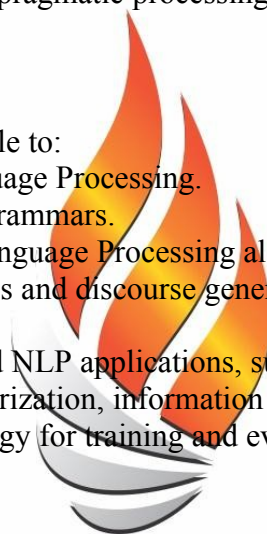 pragmatic processing
le to:
uage Processing.
rammars.
nguage Processing al
s and discourse gener
d NLP applications, su
rization, information
gy for training and ev